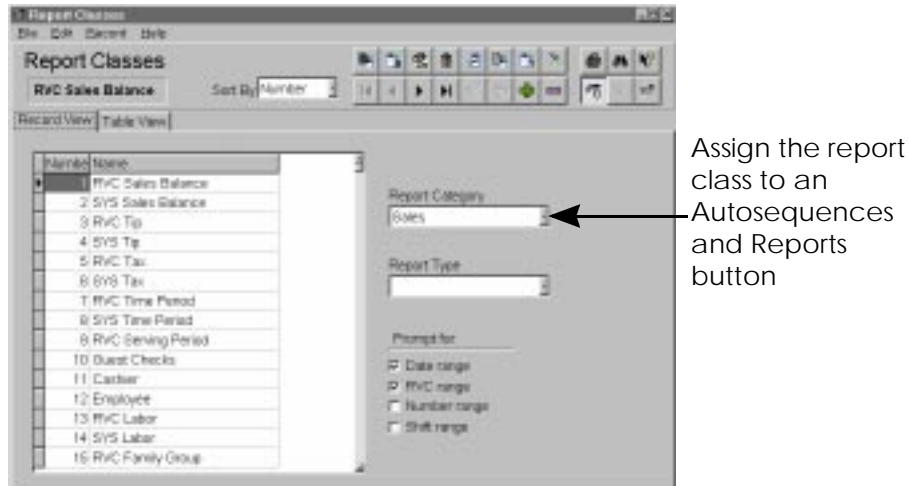 Report Classes
File Edit Record Help
Report Classes
RVC Sales Balance
Sort By Number
Record View Table View
Number Name
1 RVC Sales Balance
2 SYS Sales Balance
3 RVC Tip
4 SYS Tip
5 RVC Tax
6 SYS Tax
7 RVC Time Period
8 SYS Time Period
9 RVC Serving Period
10 Guest Checks
11 Cashier
12 Employee
13 RVC Labor
14 SYS Labor
15 RVC Family Group
Report Category
Sales
Report Type
Prompt for
Date range
RVC range
Number range
Shift range
Assign the report
class to an
Autosequences
and Reports
button